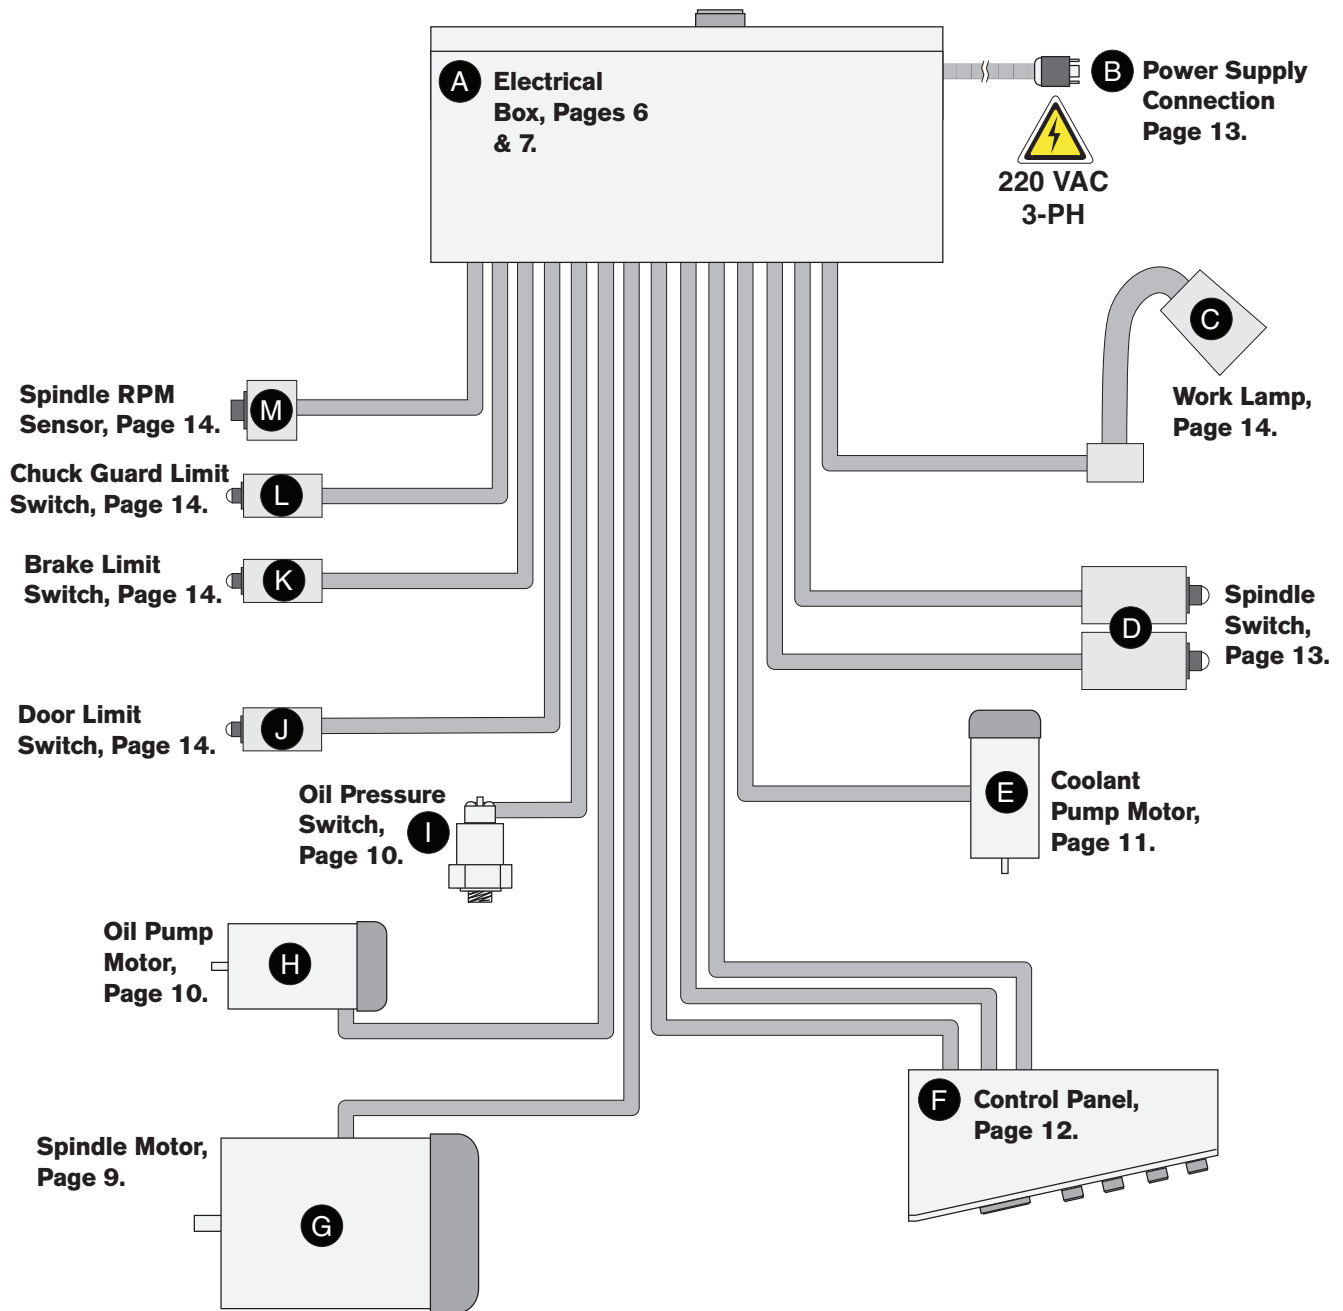 A
Electrical
Box, Pages 6
& 7.
B
Power Supply
Connection
Page 13.
220 VAC
3-PH
C
Work Lamp,
Page 14.
M
Spindle RPM
Sensor, Page 14.
L
Chuck Guard Limit
Switch, Page 14.
K
Brake Limit
Switch, Page 14.
D
Spindle
Switch,
Page 13.
J
Door Limit
Switch, Page 14.
I
Oil Pressure
Switch,
Page 10.
E
Coolant
Pump Motor,
Page 11.
H
Oil Pump
Motor,
Page 10.
F
Control Panel,
Page 12.
G
Spindle Motor,
Page 9.